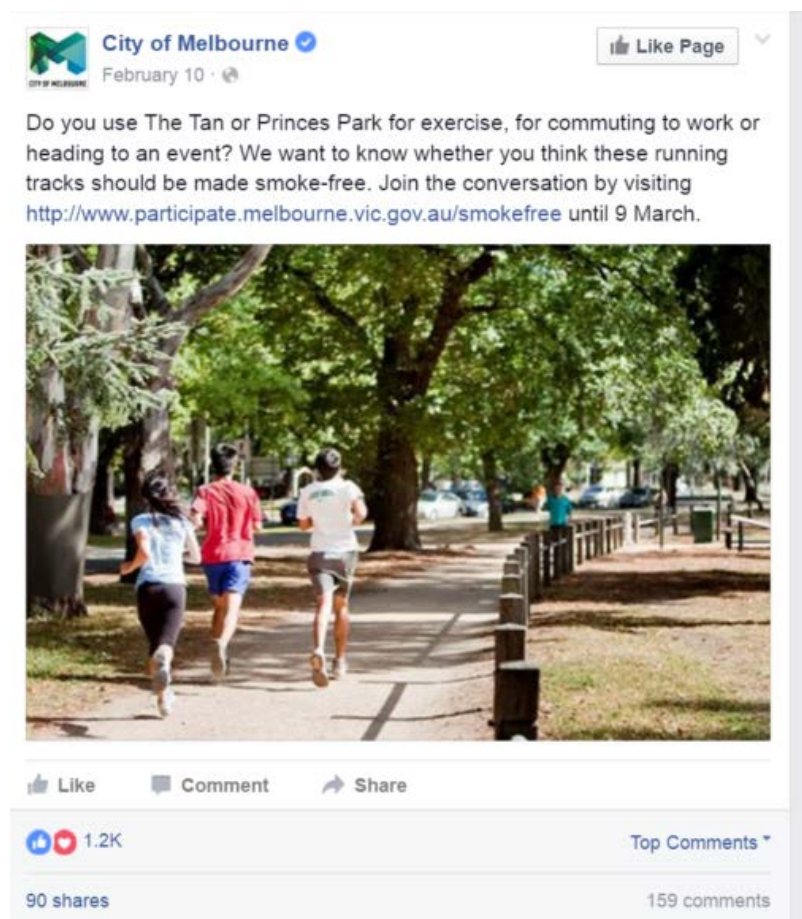 City of Melbourne
Like Page
February 10 ·
CITY OF MELBOURNE
Do you use The Tan or Princes Park for exercise, for commuting to work or
heading to an event? We want to know whether you think these running
tracks should be made smoke-free. Join the conversation by visiting
http://www.participate.melbourne.vic.gov.au/smokefree until 9 March.
Like Comment Share
1.2K Top Comments
90 shares 159 comments